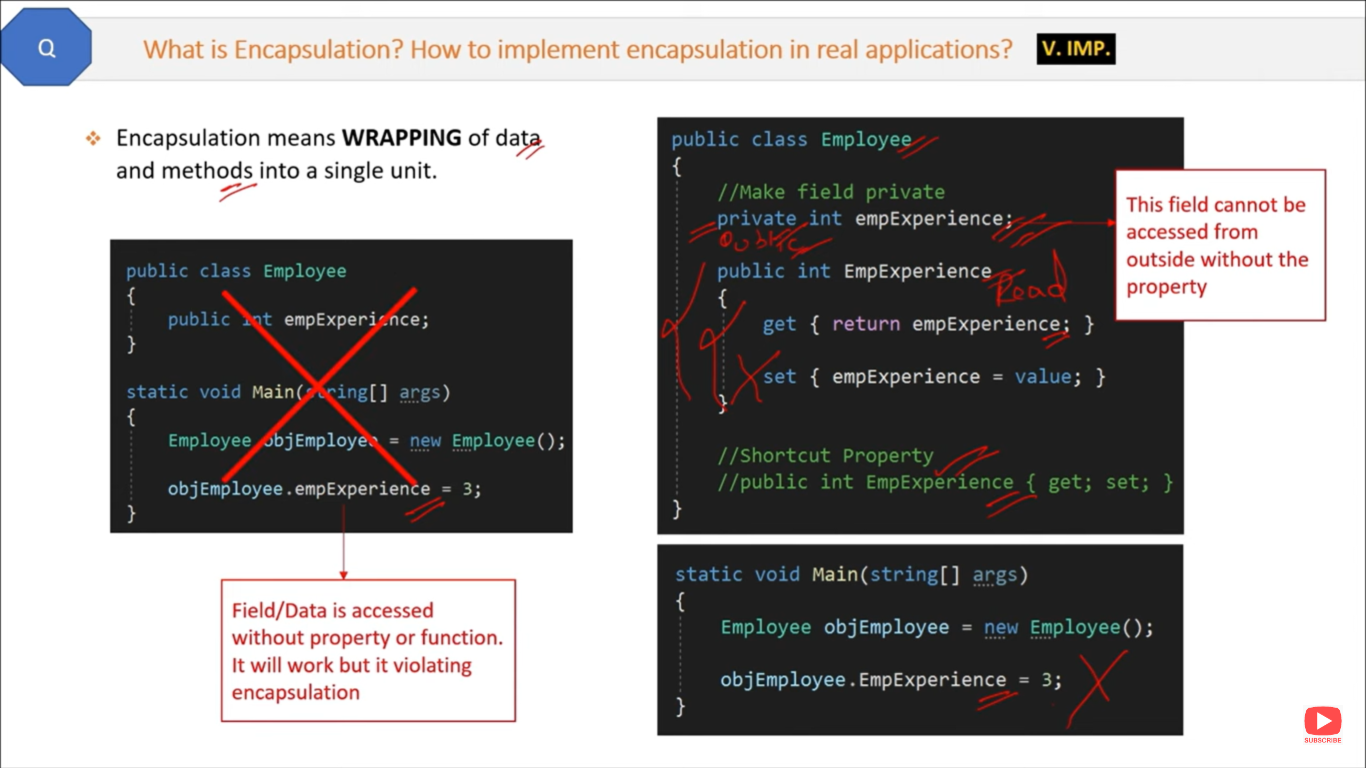 Q
What is Encapsulation? How to implement encapsulation in real applications?
V. IMP.
❖ Encapsulation means WRAPPING of data
and methods into a single unit.
public class Employee
{
public int empExperience;
}
static void Main(string[] args)
{
Employee objEmployee = new Employee();
objEmployee.empExperience = 3;
}
Field/Data is accessed
without property or function.
It will work but it violating
encapsulation
public class Employee
{
//Make field private
private int empExperience;
Public
public int EmpExperience
Read
{
get { return empExperience; }
set { empExperience = value; }
}
//Shortcut Property
//public int EmpExperience { get; set; }
}
This field cannot be
accessed from
outside without the
property
static void Main(string[] args)
{
Employee objEmployee = new Employee();
objEmployee.EmpExperience = 3;
}
SUBSCRIBE